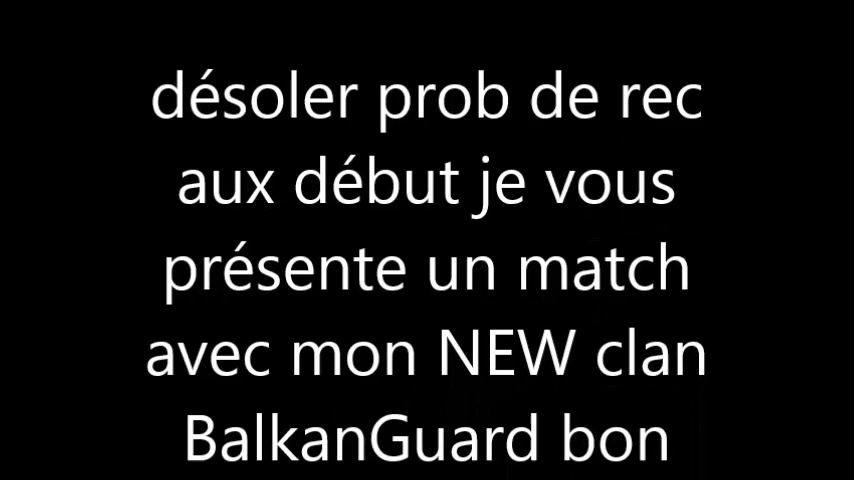 désoler prob de rec
aux début je vous
présente un match
avec mon NEW clan
BalkanGuard bon